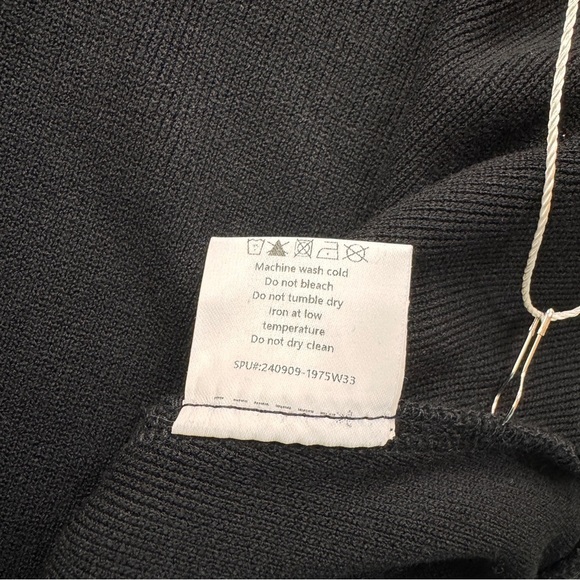 Machine wash cold
Do not bleach
Do not tumble dry
Iron at low
temperature
Do not dry clean
SPU#:240909-1975W33